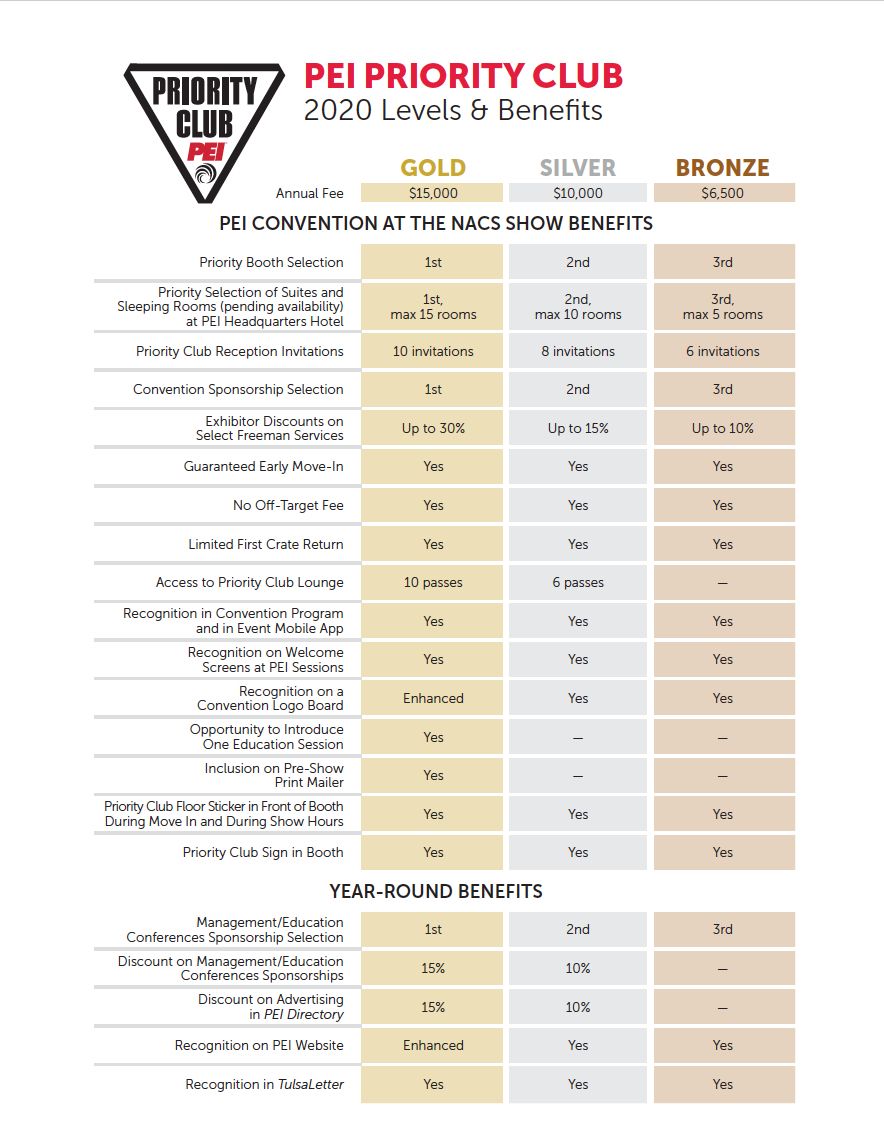 PRIORITY
CLUB
PEI
PEI PRIORITY CLUB
2020 Levels & Benefits
GOLD SILVER BRONZE
Annual Fee $15,000 $10,000 $6,500
PEI CONVENTION AT THE NACS SHOW BENEFITS
Priority Booth Selection 1st 2nd 3rd
Priority Selection of Suites and
Sleeping Rooms (pending availability)
at PEI Headquarters Hotel
1st, 2nd, 3rd,
max 15 rooms max 10 rooms max 5 rooms
Priority Club Reception Invitations 10 invitations 8 invitations 6 invitations
Convention Sponsorship Selection 1st 2nd 3rd
Exhibitor Discounts on
Select Freeman Services
Up to 30% Up to 15% Up to 10%
Guaranteed Early Move-In Yes Yes Yes
No Off-Target Fee Yes Yes Yes
Limited First Crate Return Yes Yes Yes
Access to Priority Club Lounge 10 passes 6 passes –
Recognition in Convention Program
and in Event Mobile App
Yes Yes Yes
Recognition on Welcome
Screens at PEI Sessions
Yes Yes Yes
Recognition on a
Convention Logo Board
Enhanced Yes Yes
Opportunity to Introduce
One Education Session
Yes – –
Inclusion on Pre-Show
Print Mailer
Yes – –
Priority Club Floor Sticker in Front of Booth
During Move In and During Show Hours
Yes Yes Yes
Priority Club Sign in Booth Yes Yes Yes
YEAR-ROUND BENEFITS
Management/Education
Conferences Sponsorship Selection
1st 2nd 3rd
Discount on Management/Education
Conferences Sponsorships
15% 10% –
Discount on Advertising
in PEI Directory
15% 10% –
Recognition on PEI Website Enhanced Yes Yes
Recognition in TulsaLetter Yes Yes Yes